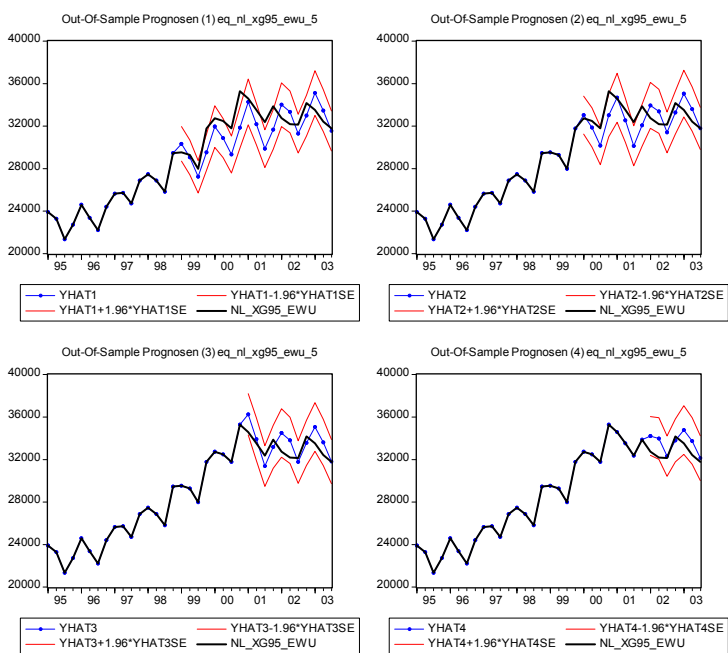 Out-Of-Sample Prognosen (1) eq_nl_xg95_ewu_5
40000
36000
32000
28000
24000
20000
95 96 97 98 99 00 01 02 03
YHAT1 YHAT1-1.96*YHAT1SE
YHAT1+1.96*YHAT1SE NL_XG95_EWU
Out-Of-Sample Prognosen (2) eq_nl_xg95_ewu_5
40000
36000
32000
28000
24000
20000
95 96 97 98 99 00 01 02 03
YHAT2 YHAT2-1.96*YHAT2SE
YHAT2+1.96*YHAT2SE NL_XG95_EWU
Out-Of-Sample Prognosen (3) eq_nl_xg95_ewu_5
40000
36000
32000
28000
24000
20000
95 96 97 98 99 00 01 02 03
YHAT3 YHAT3-1.96*YHAT3SE
YHAT3+1.96*YHAT3SE NL_XG95_EWU
Out-Of-Sample Prognosen (4) eq_nl_xg95_ewu_5
40000
36000
32000
28000
24000
20000
95 96 97 98 99 00 01 02 03
YHAT4 YHAT4-1.96*YHAT4SE
YHAT4+1.96*YHAT4SE NL_XG95_EWU